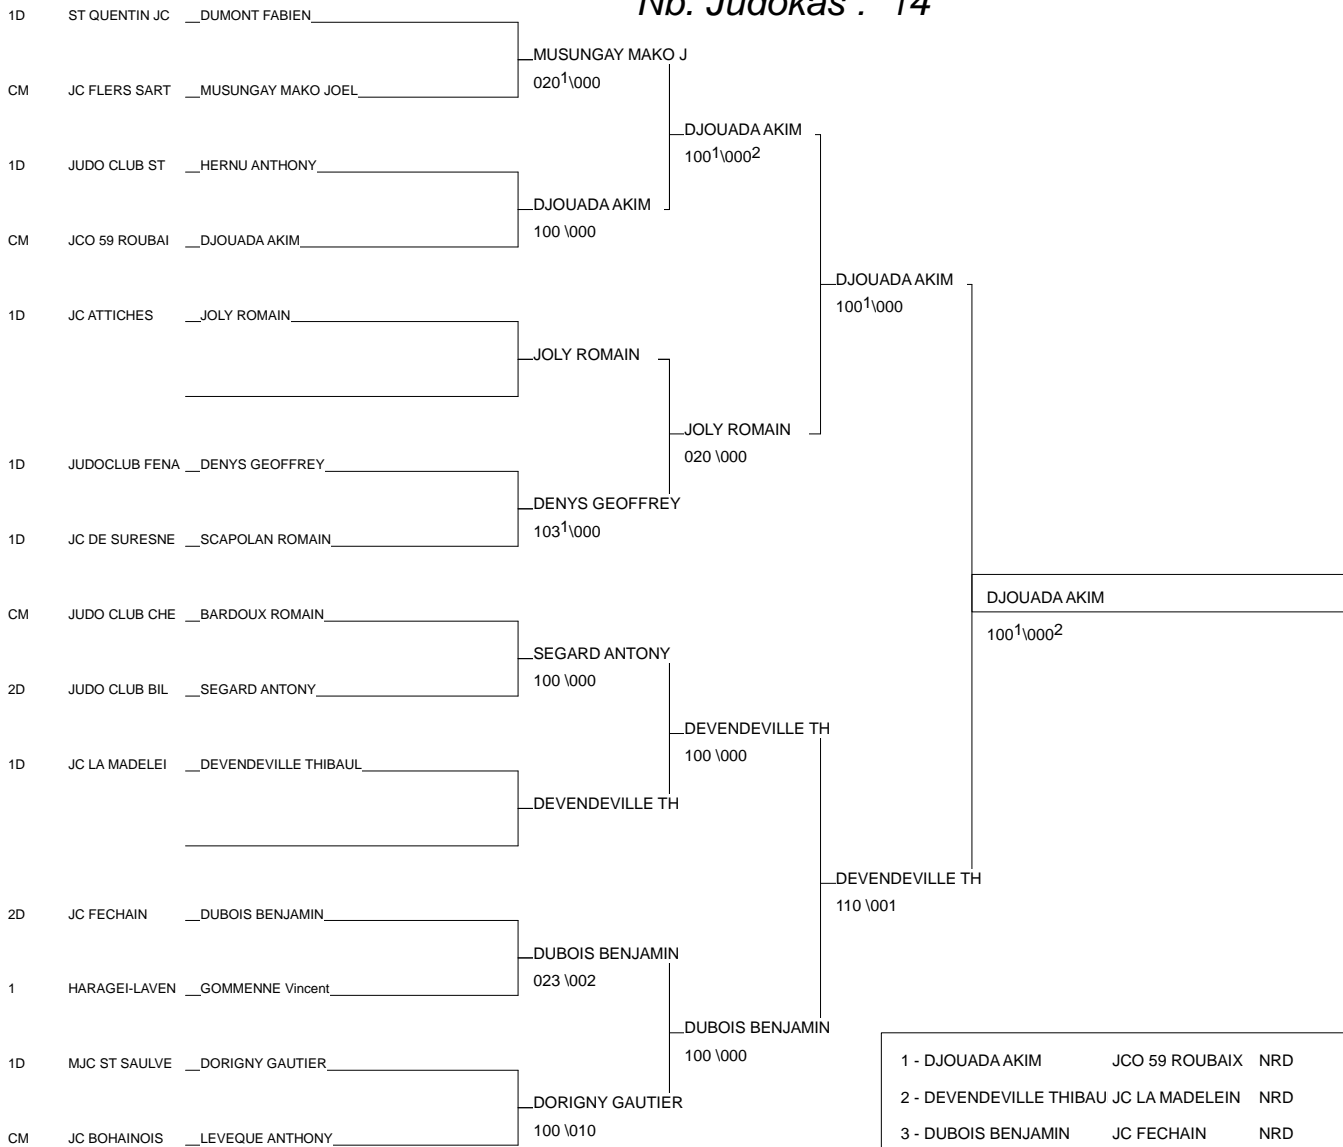 Nb. Judokas : 14
1D ST QUENTIN JC DUMONT FABIEN
MUSUNGAY MAKO J
020¹\000
CM JC FLERS SART MUSUNGAY MAKO JOEL
DJOUADA AKIM
100¹\000²
1D JUDO CLUB ST HERNU ANTHONY
DJOUADA AKIM
100 \000
CM JCO 59 ROUBAI DJOUADA AKIM
DJOUADA AKIM
100¹\000
1D JC ATTICHES JOLY ROMAIN
JOLY ROMAIN
JOLY ROMAIN
020 \000
1D JUDOCLUB FENA DENYS GEOFFREY
DENYS GEOFFREY
103¹\000
1D JC DE SURESNE SCAPOLAN ROMAIN
DJOUADA AKIM
100¹\000²
CM JUDO CLUB CHE BARDOUX ROMAIN
SEGARD ANTONY
100 \000
2D JUDO CLUB BIL SEGARD ANTONY
DEVENDEVILLE TH
100 \000
1D JC LA MADELEI DEVENDEVILLE THIBAUL
DEVENDEVILLE TH
DEVENDEVILLE TH
110 \001
2D JC FECHAIN DUBOIS BENJAMIN
DUBOIS BENJAMIN
023 \002
1 HARAGEI-LAVEN GOMMENNE Vincent
DUBOIS BENJAMIN
100 \000
1D MJC ST SAULVE DORIGNY GAUTIER
DORIGNY GAUTIER
100 \010
CM JC BOHAINOIS LEVEQUE ANTHONY
1 - DJOUADA AKIM JCO 59 ROUBAIX NRD
2 - DEVENDEVILLE THIBAU JC LA MADELEIN NRD
3 - DUBOIS BENJAMIN JC FECHAIN NRD